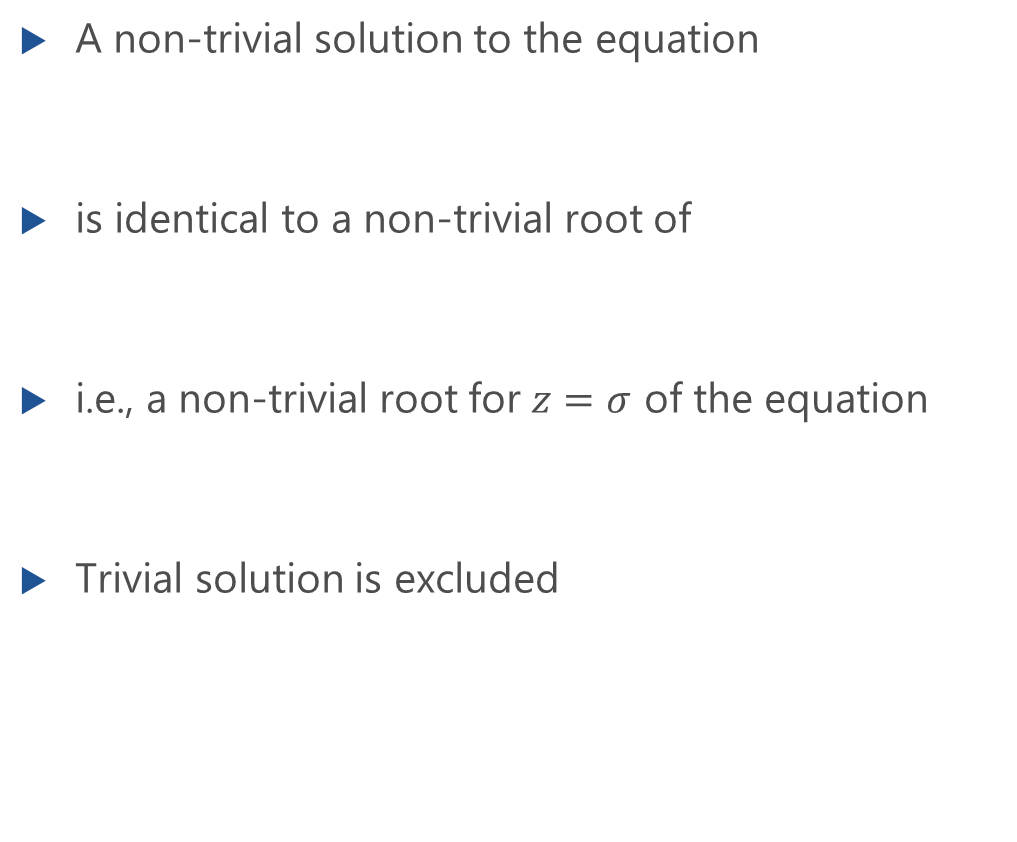 ▶ A non-trivial solution to the equation
▶ is identical to a non-trivial root of
▶ i.e., a non-trivial root for z = σ of the equation
▶ Trivial solution is excluded